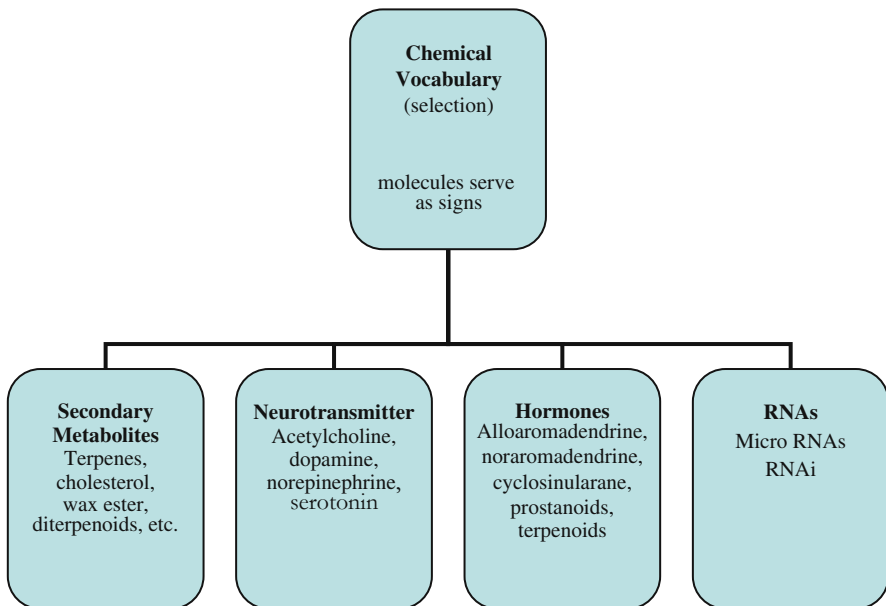 Chemical
Vocabulary
(selection)
molecules serve
as signs
Secondary
Metabolites
Terpenes,
cholesterol,
wax ester,
diterpenoids, etc.
Neurotransmitter
Acetylcholine,
dopamine,
norepinephrine,
serotonin
Hormones
Alloaromadendrine,
noraromadendrine,
cyclosinularane,
prostanoids,
terpenoids
RNAs
Micro RNAs
RNAi